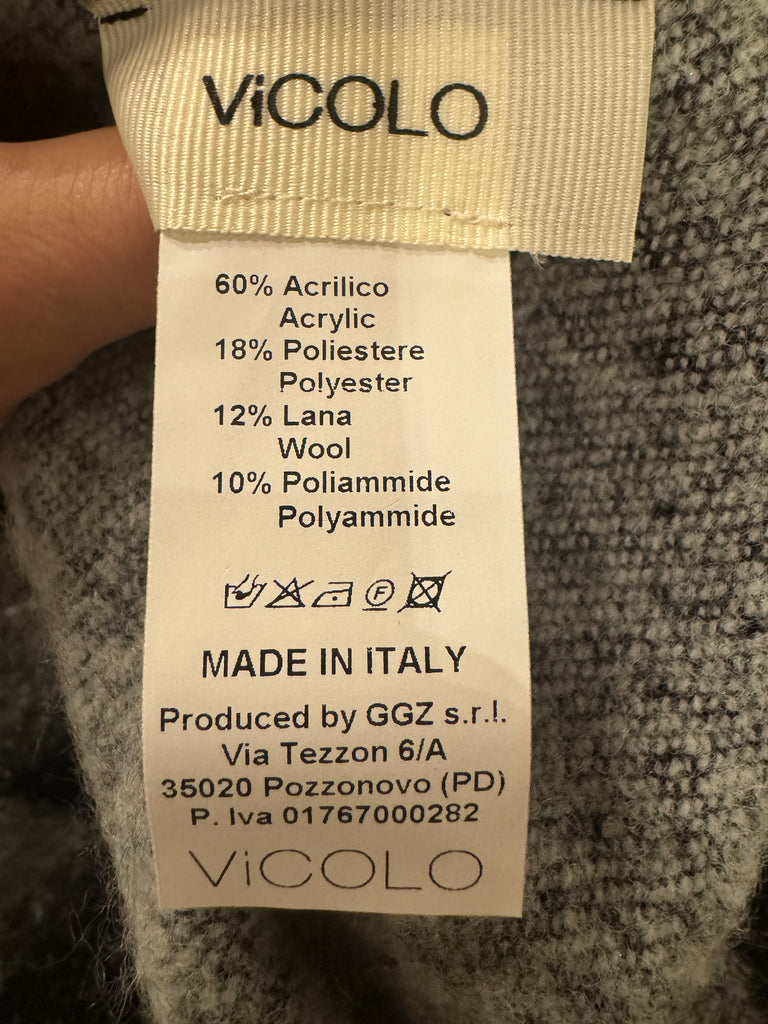 ViCOLO
60% Acrilico
Acrylic
18% Poliestere
Polyester
12% Lana
Wool
10% Poliammide
Polyammide
F
MADE IN ITALY
Produced by GGZ s.r.l.
Via Tezzon 6/A
35020 Pozzonovo (PD)
P. Iva 01767000282
ViCOLO